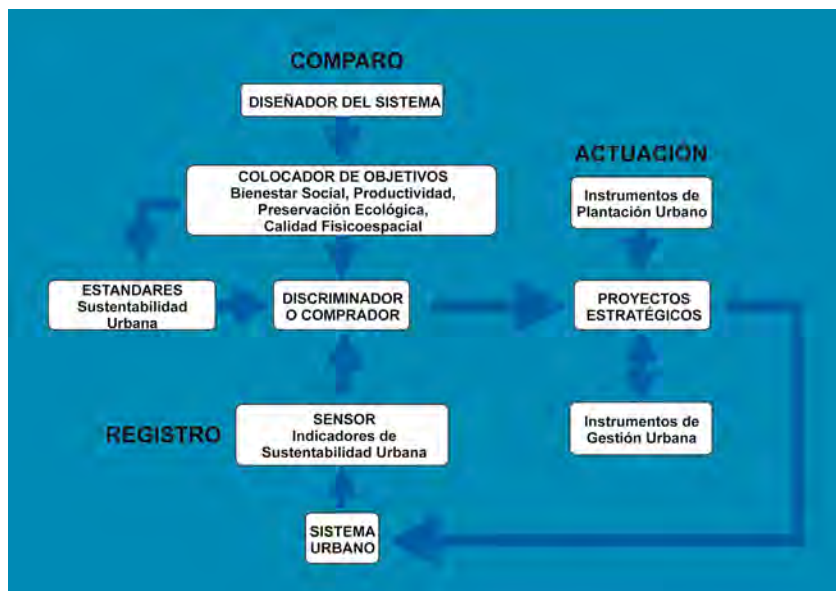 COMPARO
DISEÑADOR DEL SISTEMA
COLOCADOR DE OBJETIVOS
Bienestar Social, Productividad,
Preservación Ecológica,
Calidad Fisicoespacial
ACTUACIÓN
Instrumentos de
Plantación Urbano
ESTANDARES
Sustentabilidad
Urbana
DISCRIMINADOR
O COMPRADOR
PROYECTOS
ESTRATÉGICOS
REGISTRO
SENSOR
Indicadores de
Sustentabilidad Urbana
Instrumentos de
Gestión Urbana
SISTEMA
URBANO